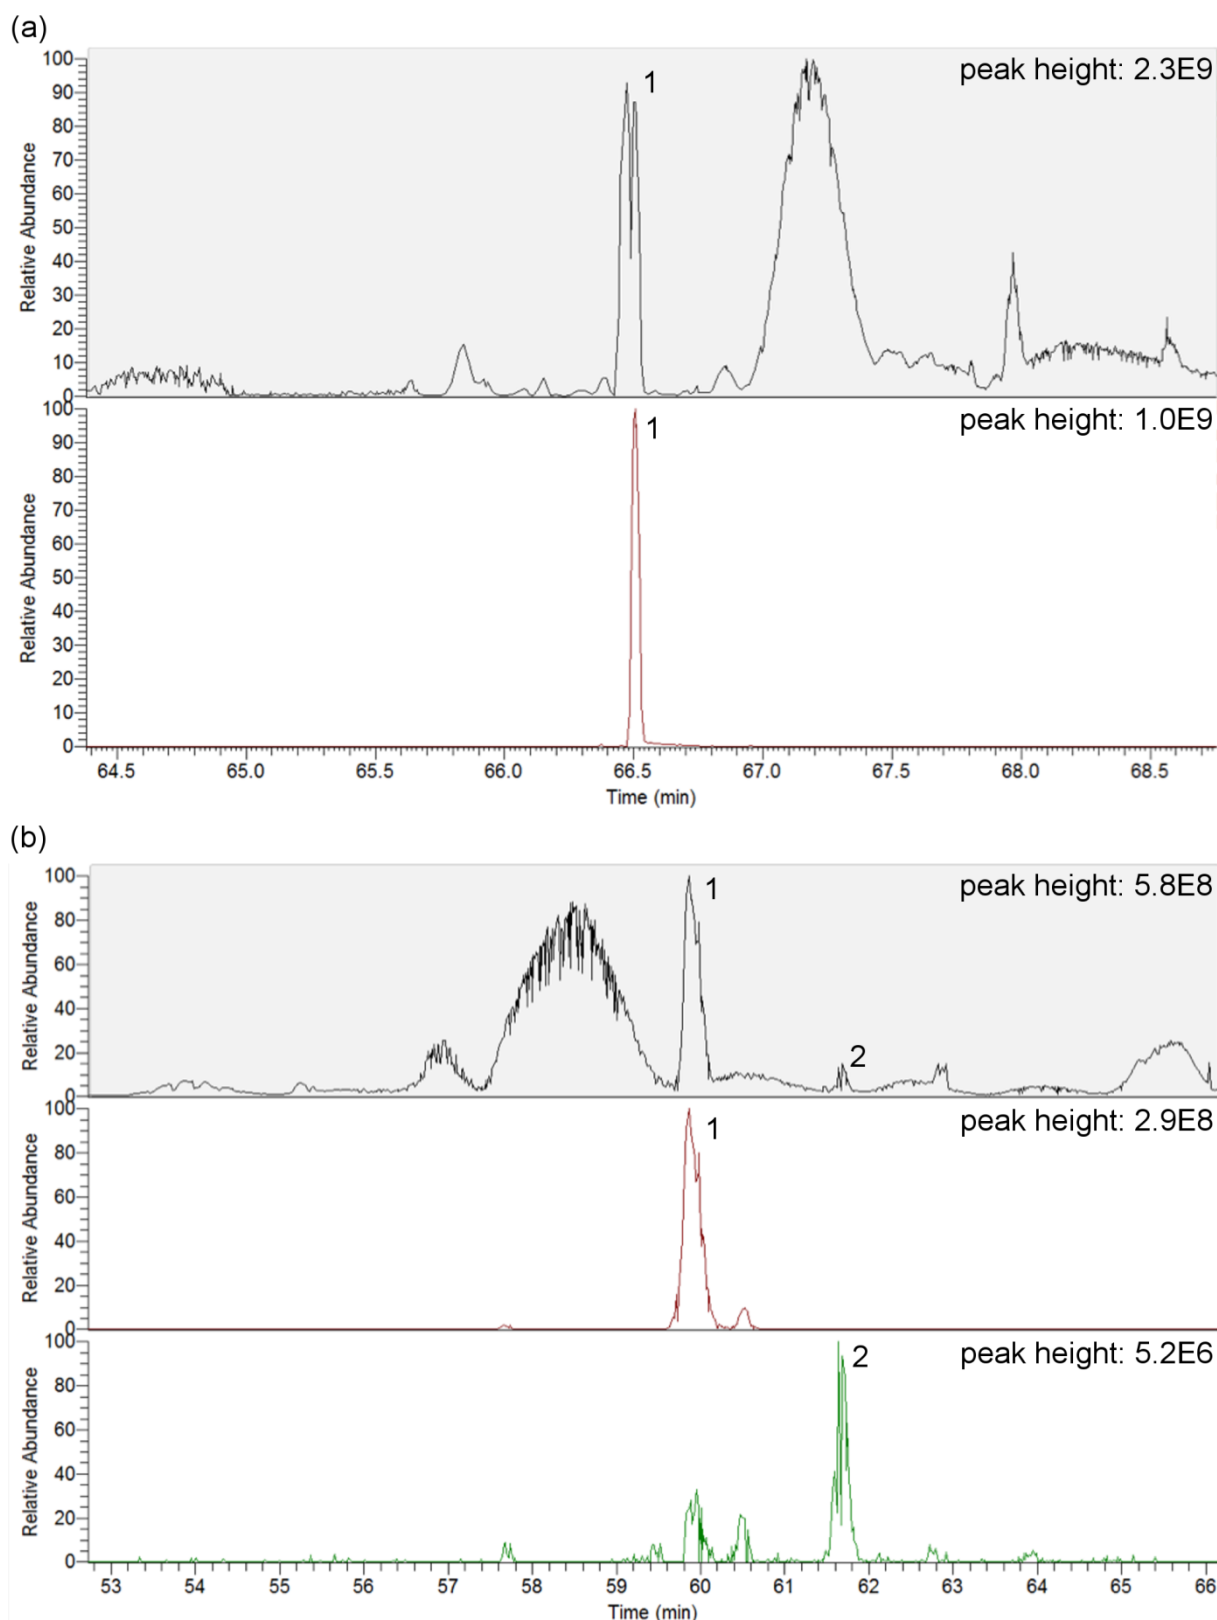 (a)
peak height: 2.3E9
1
Relative Abundance
100
90
80
70
60
50
40
30
20
10
0
peak height: 1.0E9
1
Relative Abundance
100
90
80
70
60
50
40
30
20
10
0
64.5 65.0 65.5 66.0 66.5 67.0 67.5 68.0 68.5
Time (min)
(b)
peak height: 5.8E8
1
2
Relative Abundance
100
80
60
40
20
0
peak height: 2.9E8
1
Relative Abundance
100
80
60
40
20
0
peak height: 5.2E6
2
Relative Abundance
100
80
60
40
20
0
53 54 55 56 57 58 59 60 61 62 63 64 65 66
Time (min)